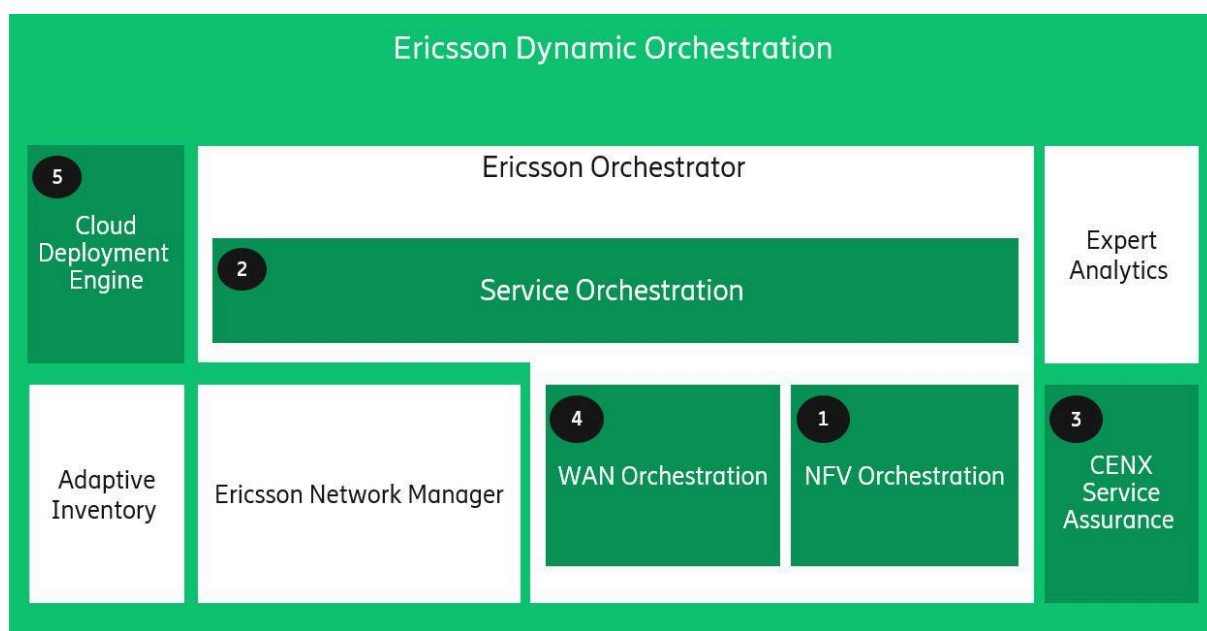 Ericsson Dynamic Orchestration
5
Cloud
Deployment
Engine
Ericsson Orchestrator
2
Service Orchestration
Expert
Analytics
Adaptive
Inventory
Ericsson Network Manager
4
WAN Orchestration
1
NFV Orchestration
3
CENX
Service
Assurance